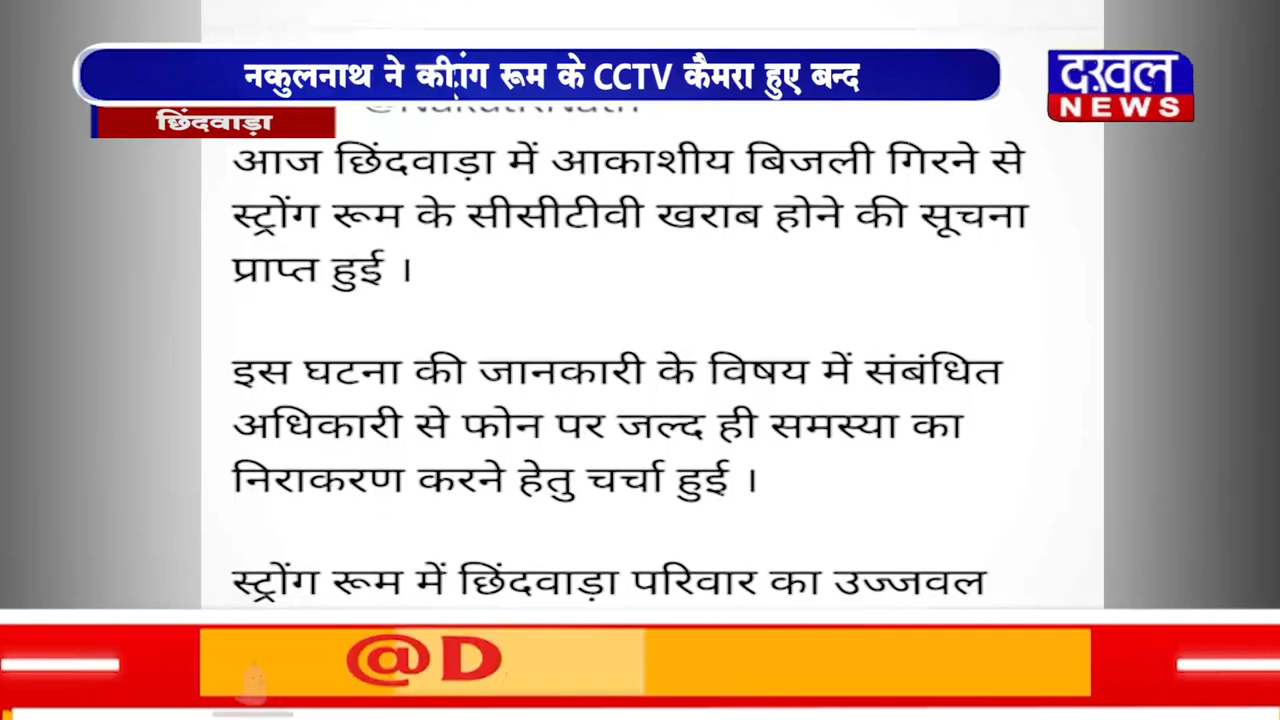 नकुलनाथ ने रूम के CCTV कैमरा हुए बन्द
दख़ल
NEWS
छिंदवाड़ा
आज छिंदवाड़ा में आकाशीय बिजली गिरने से
स्ट्रोंग रूम के सीसीटीवी खराब होने की सूचना
प्राप्त हुई ।
इस घटना की जानकारी के विषय में संबंधित
अधिकारी से फोन पर जल्द ही समस्या का
निराकरण करने हेतु चर्चा हुई ।
स्ट्रोंग रूम में छिंदवाड़ा परिवार का उज्जवल
@D